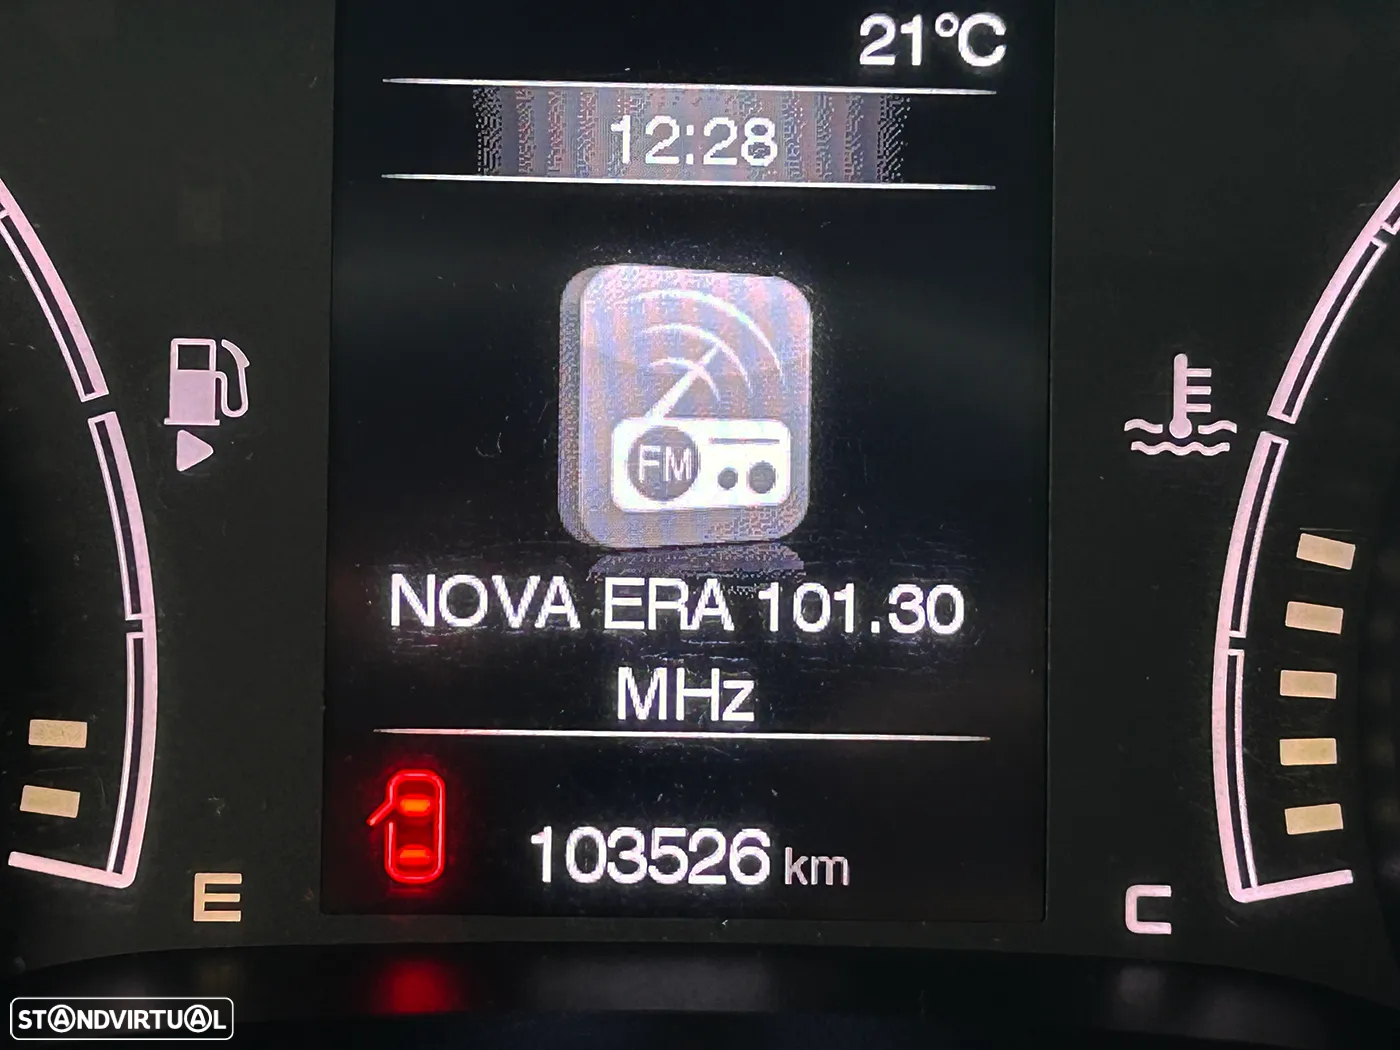 21°C
12:28
FM
NOVA ERA 101.30
MHz
103526 km
E
C
STANDVIRTUAL